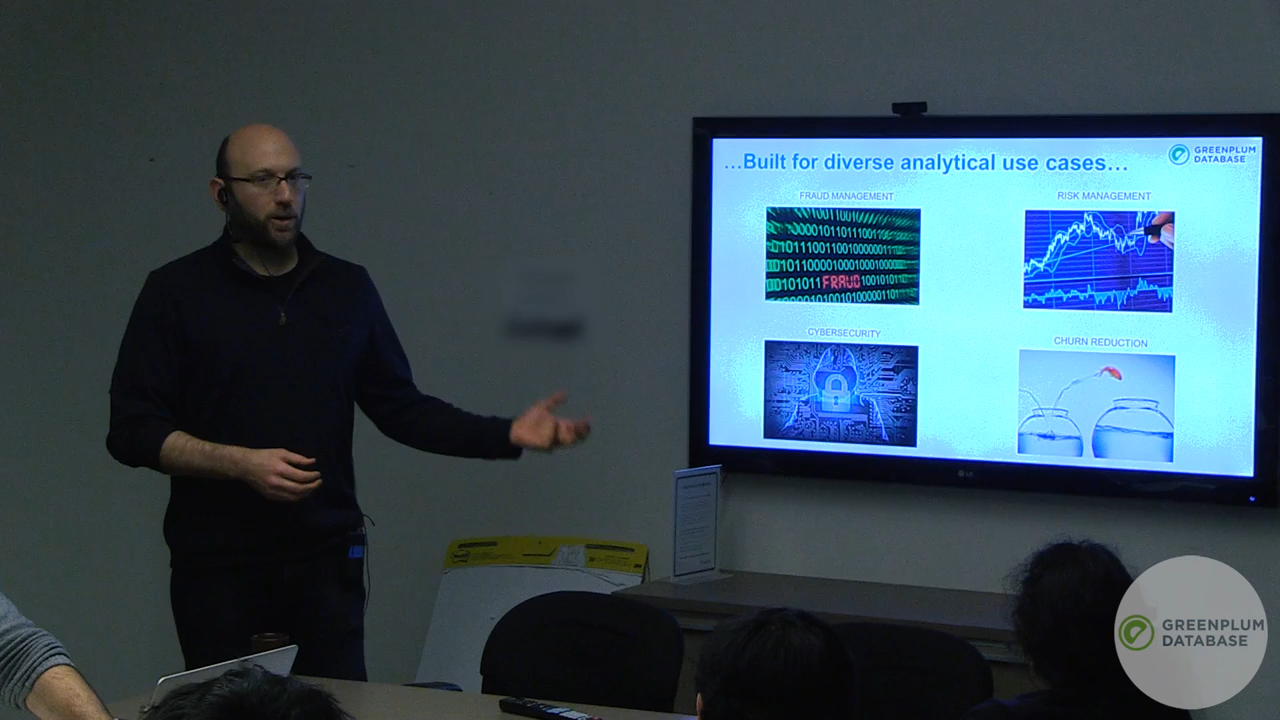 …Built for diverse analytical use cases…
GREENPLUM
DATABASE
FRAUD MANAGEMENT
RISK MANAGEMENT
FRAUD
CYBERSECURITY
CHURN REDUCTION
LG
GREENPLUM
DATABASE